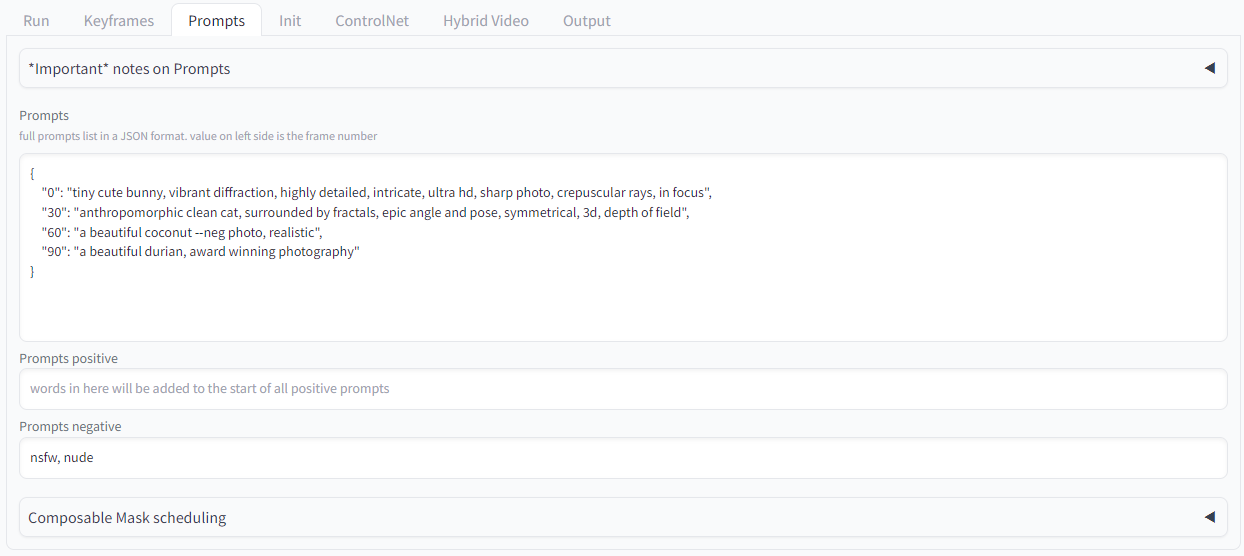 Run Keyframes Prompts Init ControlNet Hybrid Video Output
*Important* notes on Prompts
Prompts
full prompts list in a JSON format. value on left side is the frame number
{
"0": "tiny cute bunny, vibrant diffraction, highly detailed, intricate, ultra hd, sharp photo, crepuscular rays, in focus",
"30": "anthropomorphic clean cat, surrounded by fractals, epic angle and pose, symmetrical, 3d, depth of field",
"60": "a beautiful coconut --neg photo, realistic",
"90": "a beautiful durian, award winning photography"
}
Prompts positive
words in here will be added to the start of all positive prompts
Prompts negative
nsfw, nude
Composable Mask scheduling